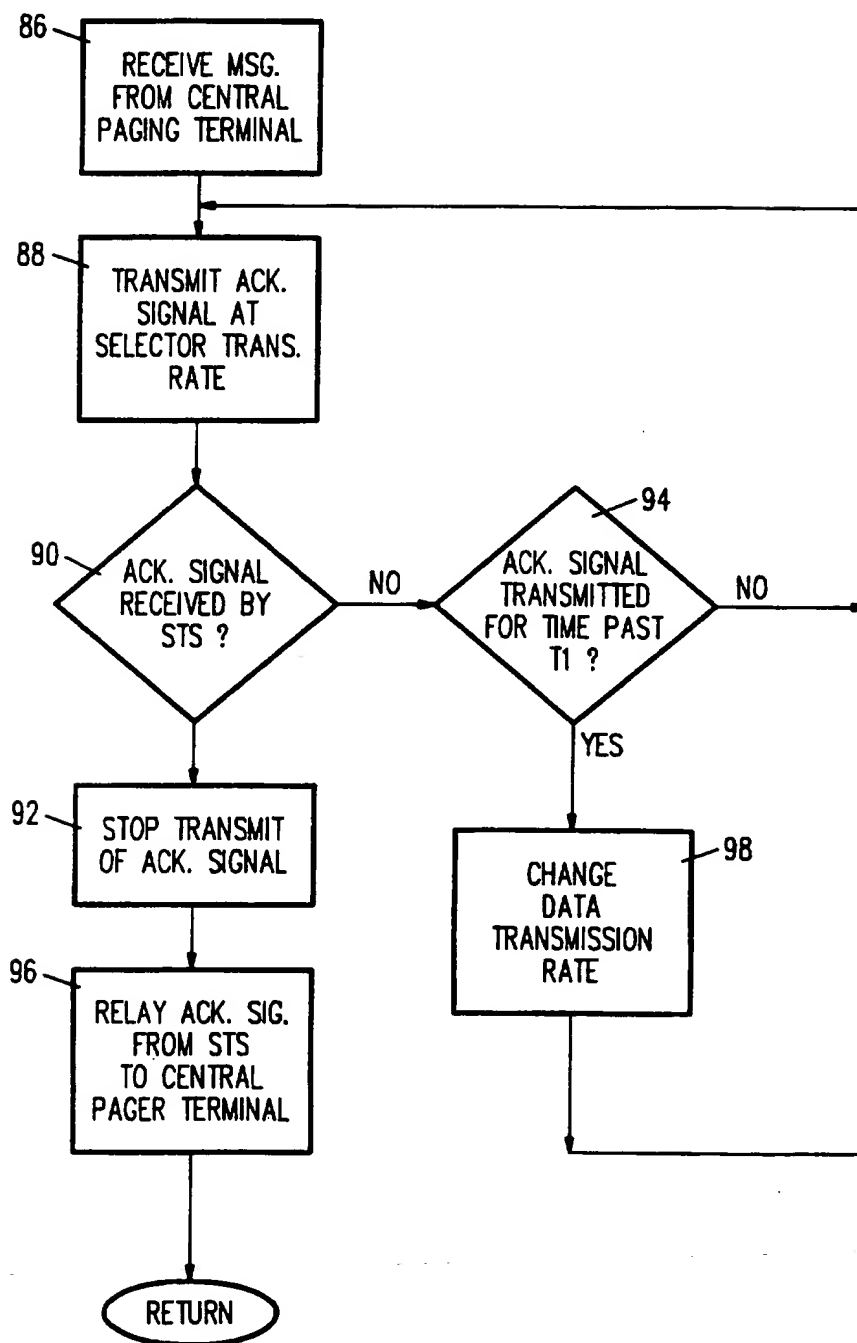 86
RECEIVE MSG.
FROM CENTRAL
PAGING TERMINAL
88
TRANSMIT ACK.
SIGNAL AT
SELECTOR TRANS.
RATE
90
ACK. SIGNAL
RECEIVED BY
STS ?
NO
94
ACK. SIGNAL
TRANSMITTED
FOR TIME PAST
T1 ?
NO
YES
92
STOP TRANSMIT
OF ACK. SIGNAL
98
CHANGE
DATA
TRANSMISSION
RATE
96
RELAY ACK. SIG.
FROM STS
TO CENTRAL
PAGER TERMINAL
RETURN